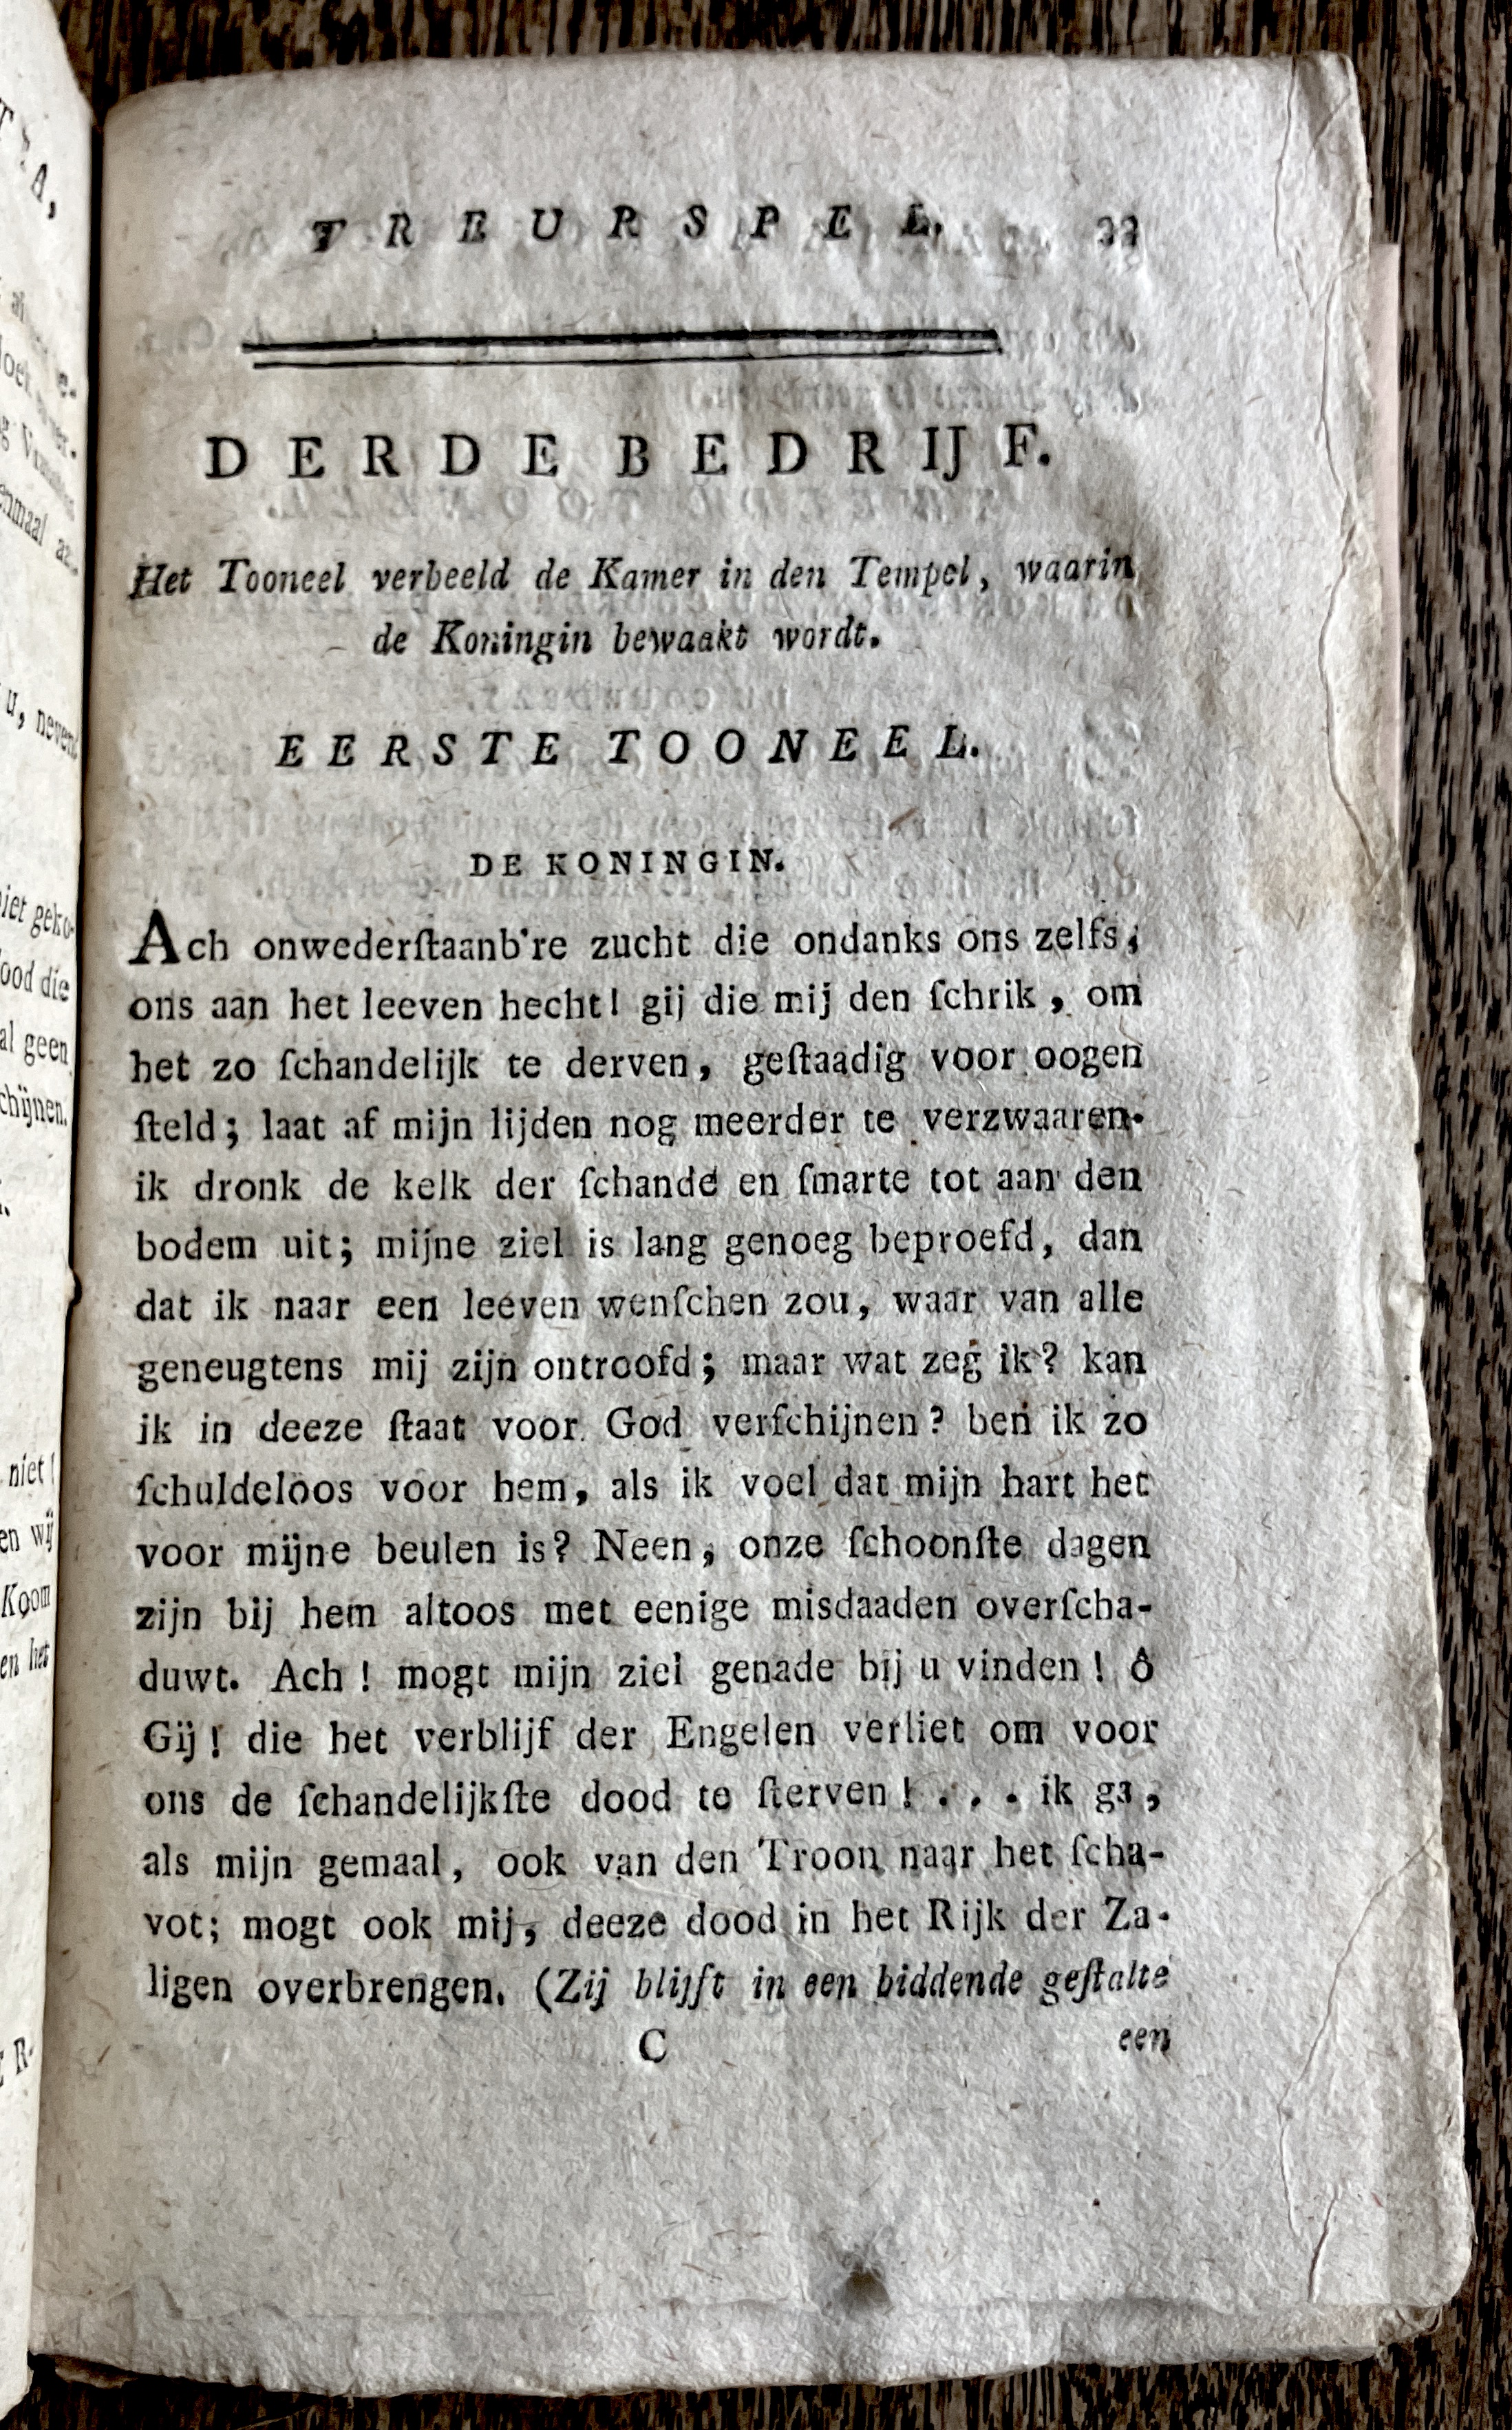 TREURSPEL. 33
DERDE BEDRIJF.
Het Tooneel verbeeld de Kamer in den Tempel, waarin
de Koningin bewaakt wordt.
EERSTE TOONEEL.
DE KONINGIN.
Ach onwederſtaanb're zucht die ondanks ons zelfs,
ons aan het leeven hecht! gij die mij den ſchrik, om
het zo ſchandelijk te derven, geſtaadig voor oogen
ſteld; laat af mijn lijden nog meerder te verzwaaren.
ik dronk de kelk der ſchande en ſmarte tot aan den
bodem uit; mijne ziel is lang genoeg beproefd, dan
dat ik naar een leeven wenſchen zou, waar van alle
geneugtens mij zijn ontroofd; maar wat zeg ik? kan
ik in deeze ſtaat voor God verſchijnen? ben ik zo
ſchuldeloos voor hem, als ik voel dat mijn hart het
voor mijne beulen is? Neen, onze ſchoonſte dagen
zijn bij hem altoos met eenige misdaaden overſcha-
duwt. Ach! mogt mijn ziel genade bij u vinden! ô
Gij! die het verblijf der Engelen verliet om voor
ons de ſchandelijkſte dood te ſterven! . . . ik ga,
als mijn gemaal, ook van den Troon naar het ſcha-
vot; mogt ook mij, deeze dood in het Rijk der Za-
ligen overbrengen. (Zij blijft in een biddende geſtalte
C een